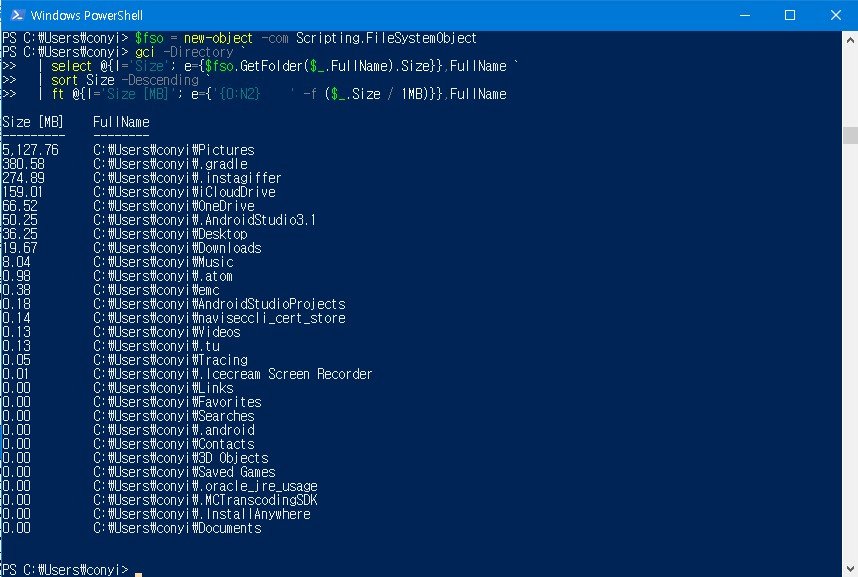 Windows PowerShell
PS C:₩Users₩conyi> $fso = new-object -com Scripting.FileSystemObject
PS C:₩Users₩conyi> gci -Directory `
>>   | select @{l='Size'; e={$fso.GetFolder($_.FullName).Size}},FullName `
>>   | sort Size -Descending `
>>   | ft @{l='Size [MB]'; e={'{0:N2}    ' -f ($_.Size / 1MB)}},FullName
Size [MB]    FullName
---------    --------
5,127.76     C:₩Users₩conyi₩Pictures
380.58       C:₩Users₩conyi₩.gradle
274.89       C:₩Users₩conyi₩.instagiffer
159.01       C:₩Users₩conyi₩iCloudDrive
66.52        C:₩Users₩conyi₩OneDrive
50.25        C:₩Users₩conyi₩.AndroidStudio3.1
36.25        C:₩Users₩conyi₩Desktop
19.67        C:₩Users₩conyi₩Downloads
8.04         C:₩Users₩conyi₩Music
0.98         C:₩Users₩conyi₩.atom
0.38         C:₩Users₩conyi₩emc
0.18         C:₩Users₩conyi₩AndroidStudioProjects
0.14         C:₩Users₩conyi₩naviseccli_cert_store
0.13         C:₩Users₩conyi₩Videos
0.13         C:₩Users₩conyi₩.tu
0.05         C:₩Users₩conyi₩Tracing
0.01         C:₩Users₩conyi₩.Icecream Screen Recorder
0.00         C:₩Users₩conyi₩Links
0.00         C:₩Users₩conyi₩Favorites
0.00         C:₩Users₩conyi₩Searches
0.00         C:₩Users₩conyi₩.android
0.00         C:₩Users₩conyi₩Contacts
0.00         C:₩Users₩conyi₩3D Objects
0.00         C:₩Users₩conyi₩Saved Games
0.00         C:₩Users₩conyi₩.oracle_jre_usage
0.00         C:₩Users₩conyi₩.MCTranscodingSDK
0.00         C:₩Users₩conyi₩.InstallAnywhere
0.00         C:₩Users₩conyi₩Documents
PS C:₩Users₩conyi>